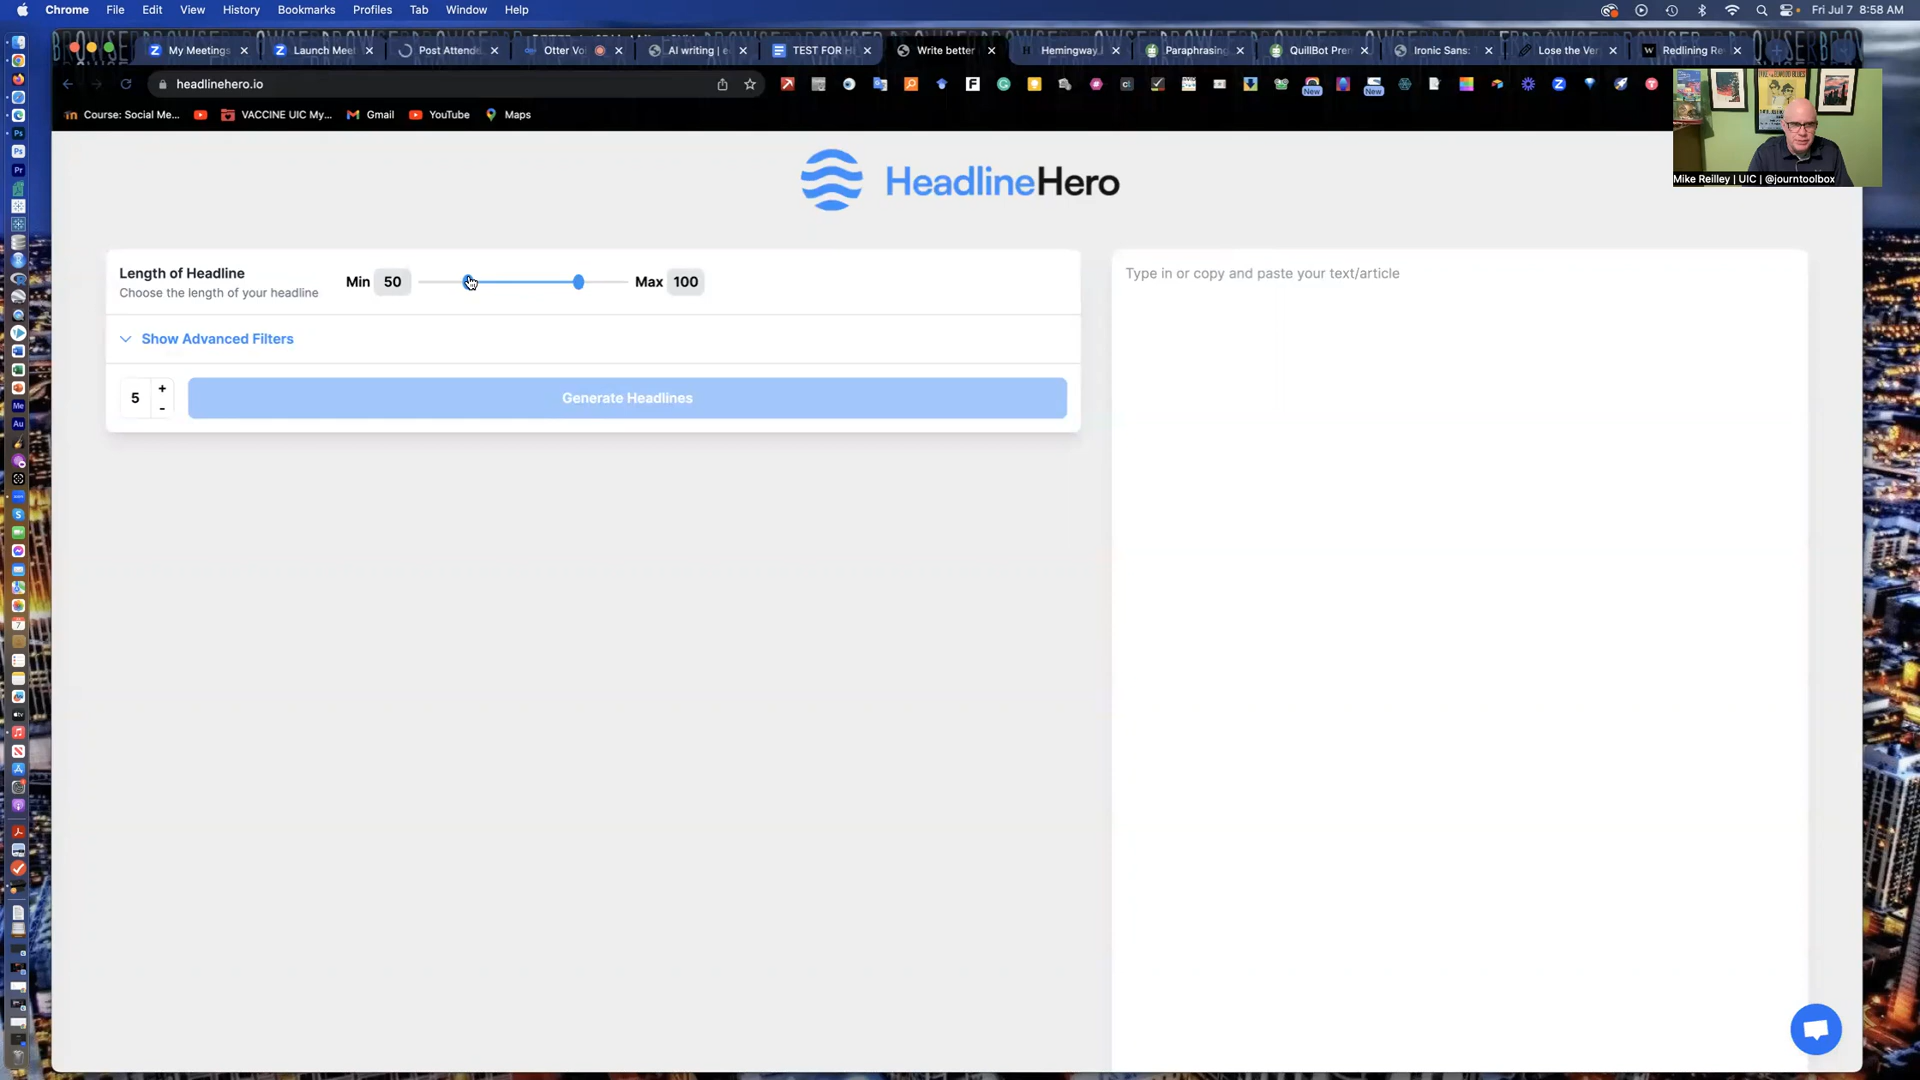 Chrome File Edit View History Bookmarks Profiles Tab Window Help
Fri Jul 7 8:58 AM
My Meetings Launch Meet Post Attende Otter Vo AI writing | e TEST FOR H Write better Hemingway Paraphrasing QuillBot Prem Ironic Sans: Lose the Ver Redlining Re
headlinehero.io
New New
Course: Social Me... VACCINE UIC My... Gmail YouTube Maps
Mike Reilley | UIC | @journtoolbox
HeadlineHero
Length of Headline
Choose the length of your headline
Min 50 Max 100
Show Advanced Filters
5 + -
Generate Headlines
Type in or copy and paste your text/article